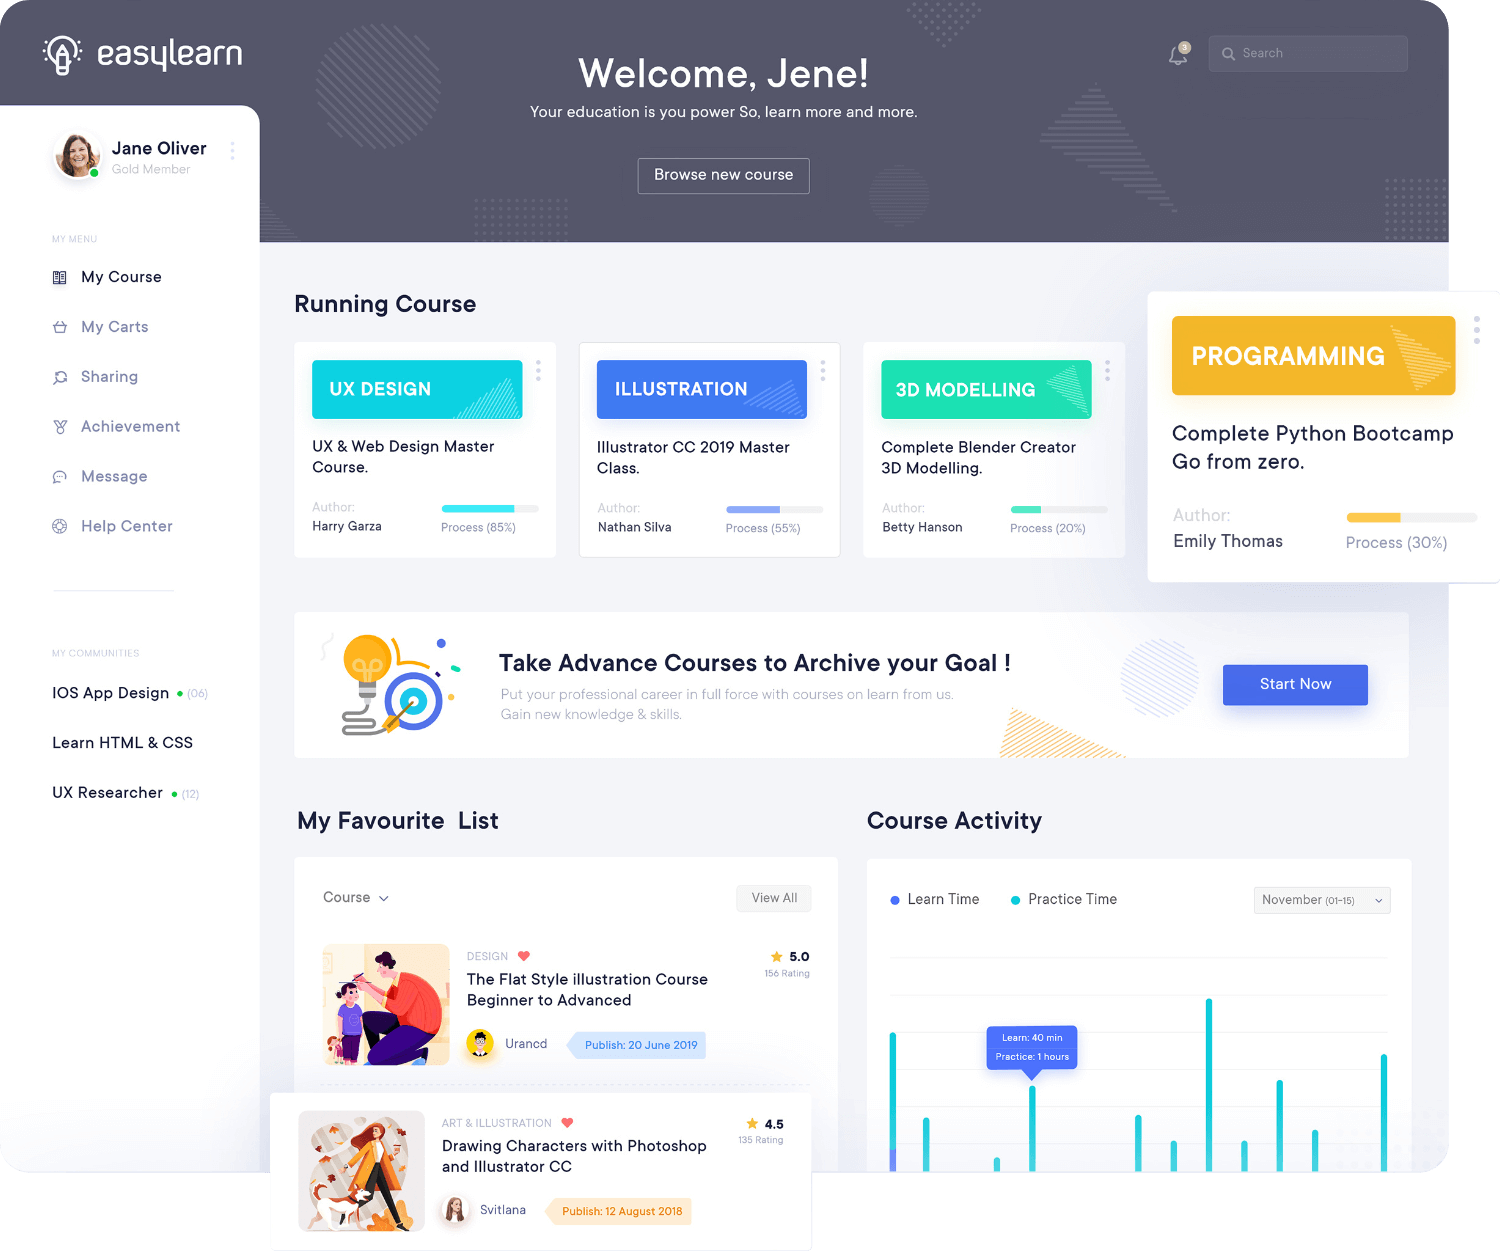 easylearn
Welcome, Jene!
Your education is you power So, learn more and more.
Browse new course
3
Search
Jane Oliver
Gold Member
MY MENU
My Course
My Carts
Sharing
Achievement
Message
Help Center
MY COMMUNITIES
IOS App Design (06)
Learn HTML & CSS
UX Researcher (12)
Running Course
UX DESIGN
UX & Web Design Master
Course.
Author:
Harry Garza
Process (85%)
ILLUSTRATION
Illustrator CC 2019 Master
Class.
Author:
Nathan Silva
Process (55%)
3D MODELLING
Complete Blender Creator
3D Modelling.
Author:
Betty Hanson
Process (20%)
PROGRAMMING
Complete Python Bootcamp
Go from zero.
Author:
Emily Thomas
Process (30%)
Take Advance Courses to Archive your Goal !
Put your professional career in full force with courses on learn from us.
Gain new knowledge & skills.
Start Now
My Favourite List
Course
View All
DESIGN
The Flat Style illustration Course
Beginner to Advanced
5.0
156 Rating
Urancd
Publish: 20 June 2019
ART & ILLUSTRATION
Drawing Characters with Photoshop
and Illustrator CC
4.5
135 Rating
Svitlana
Publish: 12 August 2018
Course Activity
Learn Time
Practice Time
November (01-15)
Learn: 40 min
Practice: 1 hours